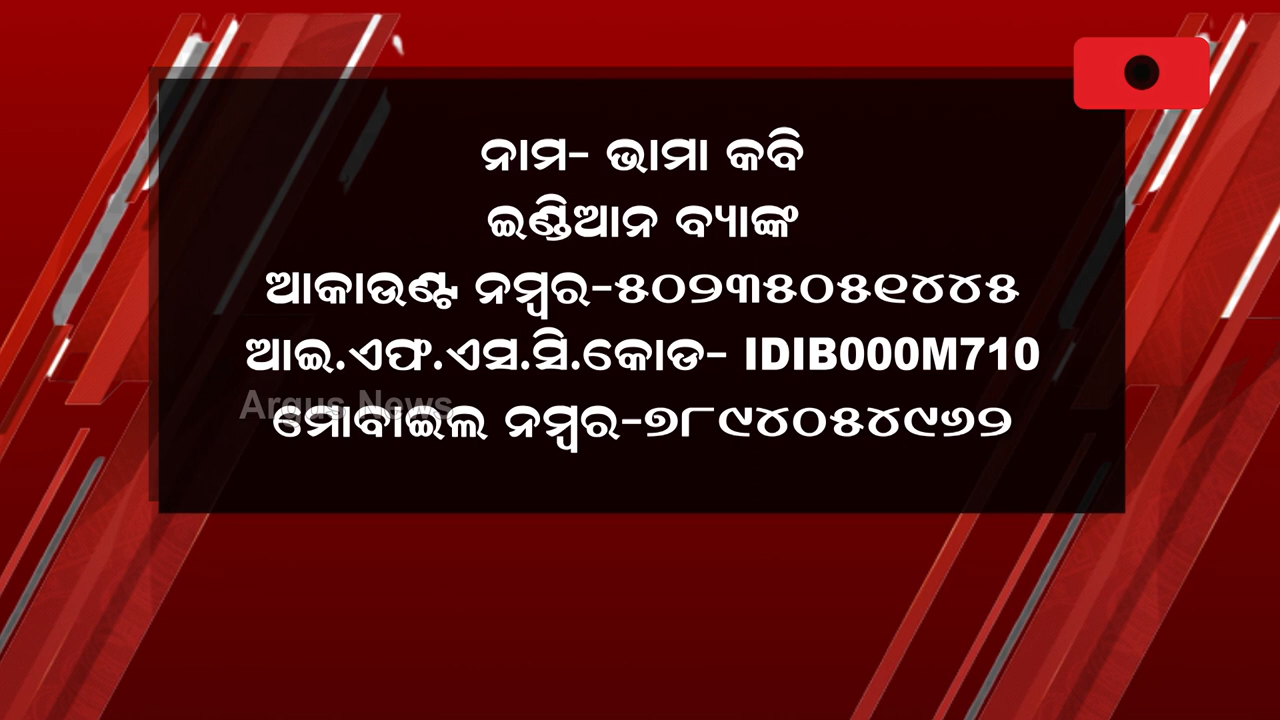 ନାମ- ଭାମା କବି
ଇଣ୍ଡିଆନ ବ୍ୟାଙ୍କ
ଆକାଉଣ୍ଟ ନମ୍ବର-୫୦୨୩୫୦୫୧୪୪୫
ଆଇ.ଏଫ.ଏସ.ସି.କୋଡ- IDIB000M710
Argus News
ମୋବାଇଲ ନମ୍ବର-୭୮୯୪୦୫୪୯୬୨